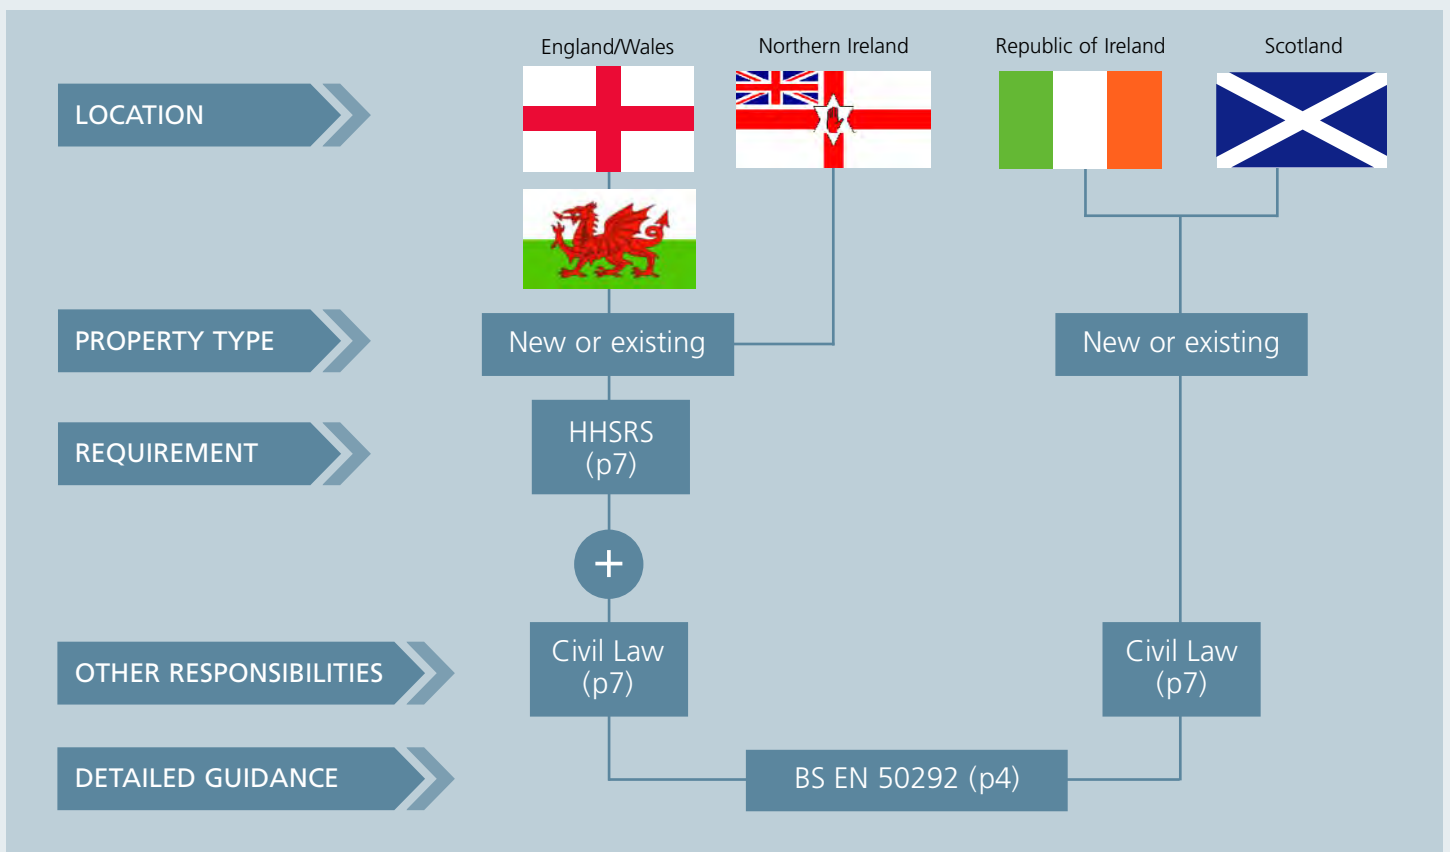 England/Wales
Northern Ireland
Republic of Ireland
Scotland
LOCATION
PROPERTY TYPE
New or existing
New or existing
REQUIREMENT
HHSRS
(p7)
+
OTHER RESPONSIBILITIES
Civil Law
(p7)
Civil Law
(p7)
DETAILED GUIDANCE
BS EN 50292 (p4)